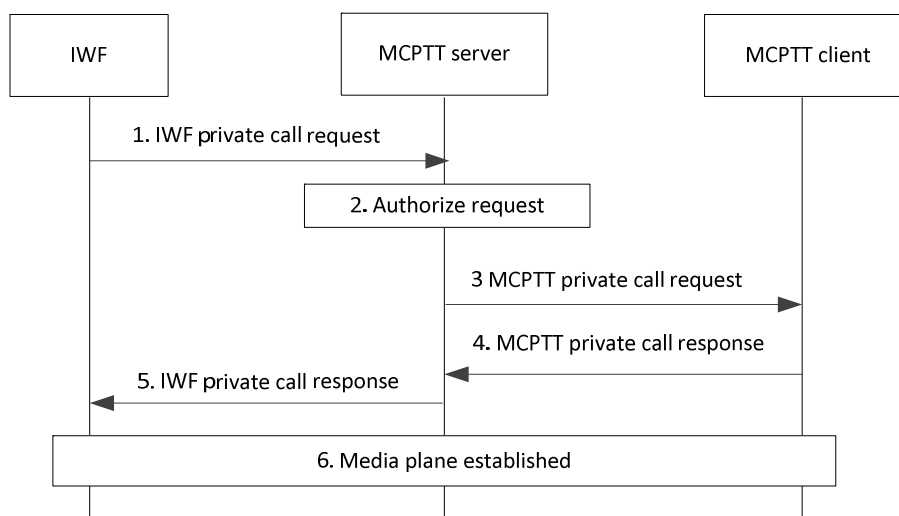 IWF
MCPTT server
MCPTT client
1. IWF private call request
2. Authorize request
3 MCPTT private call request
4. MCPTT private call response
5. IWF private call response
6. Media plane established